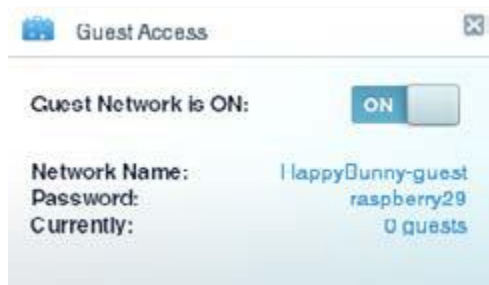 Guest Access
Guest Network is ON:
ON
Network Name: HappyBunny-guest
Password: raspberry29
Currently: 0 guests